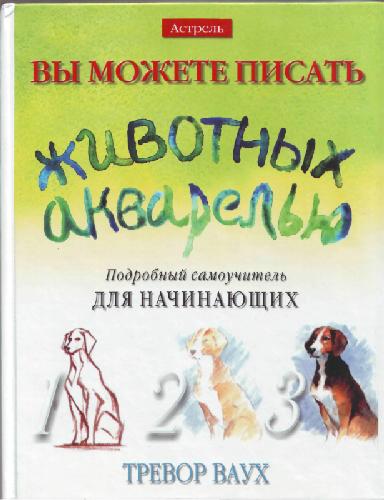 Астрель
ВЫ МОЖЕТЕ ПИСАТЬ
животных
акварелью
Подробный самоучитель
ДЛЯ НАЧИНАЮЩИХ
1 2 3
ТРЕВОР ВАУХ